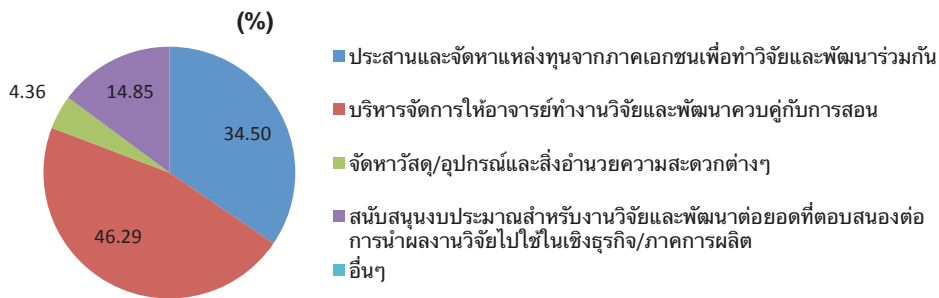 (%)
ประสานและจัดหาแหล่งทุนจากภาคเอกชนเพื่อทำวิจัยและพัฒนาร่วมกัน
4.36
14.85
34.50
บริหารจัดการให้อาจารย์ทำงานวิจัยและพัฒนาควบคู่กับการสอน
จัดหาวัสดุ/อุปกรณ์และสิ่งอำนวยความสะดวกต่างๆ
46.29
สนับสนุนงบประมาณสำหรับงานวิจัยและพัฒนาต่อยอดที่ตอบสนองต่อ
การนำผลงานวิจัยไปใช้ในเชิงธุรกิจ/ภาคการผลิต
อื่นๆ